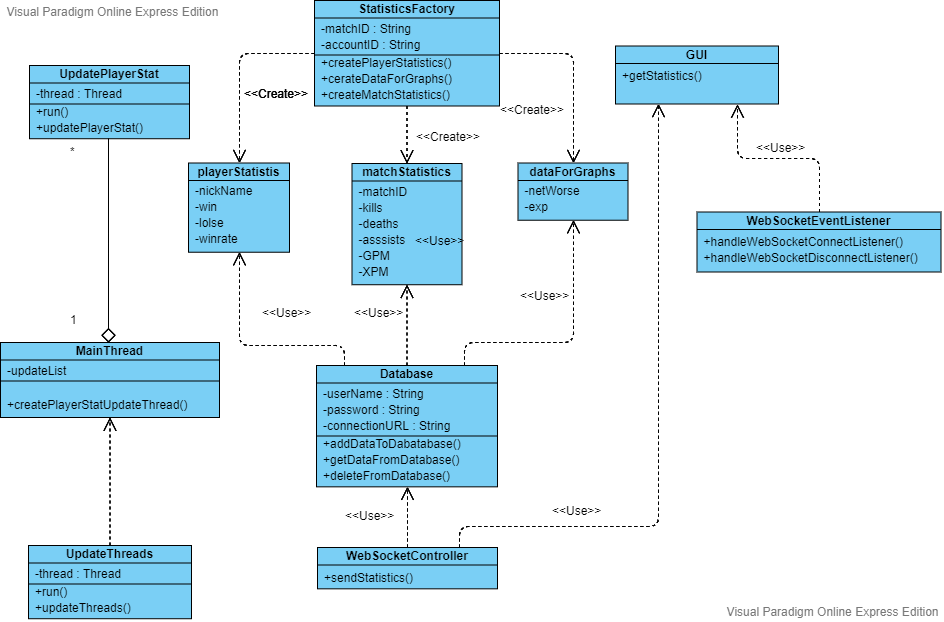 Visual Paradigm Online Express Edition
StatisticsFactory
-matchID : String
-accountID : String
+createPlayerStatistics()
+cerateDataForGraphs()
+createMatchStatistics()
GUI
+getStatistics()
UpdatePlayerStat
-thread : Thread
+run()
+updatePlayerStat()
<<Create>>
<<Create>>
<<Create>>
*
<<Use>>
playerStatistis
-nickName
-win
-lolse
-winrate
matchStatistics
-matchID
-kills
-deaths
-asssists
-GPM
-XPM
<<Use>>
dataForGraphs
-netWorse
-exp
WebSocketEventListener
+handleWebSocketConnectListener()
+handleWebSocketDisconnectListener()
<<Use>>
<<Use>>
<<Use>>
1
MainThread
-updateList
+createPlayerStatUpdateThread()
Database
-userName : String
-password : String
-connectionURL : String
+addDataToDabatabase()
+getDataFromDatabase()
+deleteFromDatabase()
<<Use>>
<<Use>>
UpdateThreads
-thread : Thread
+run()
+updateThreads()
WebSocketController
+sendStatistics()
Visual Paradigm Online Express Edition